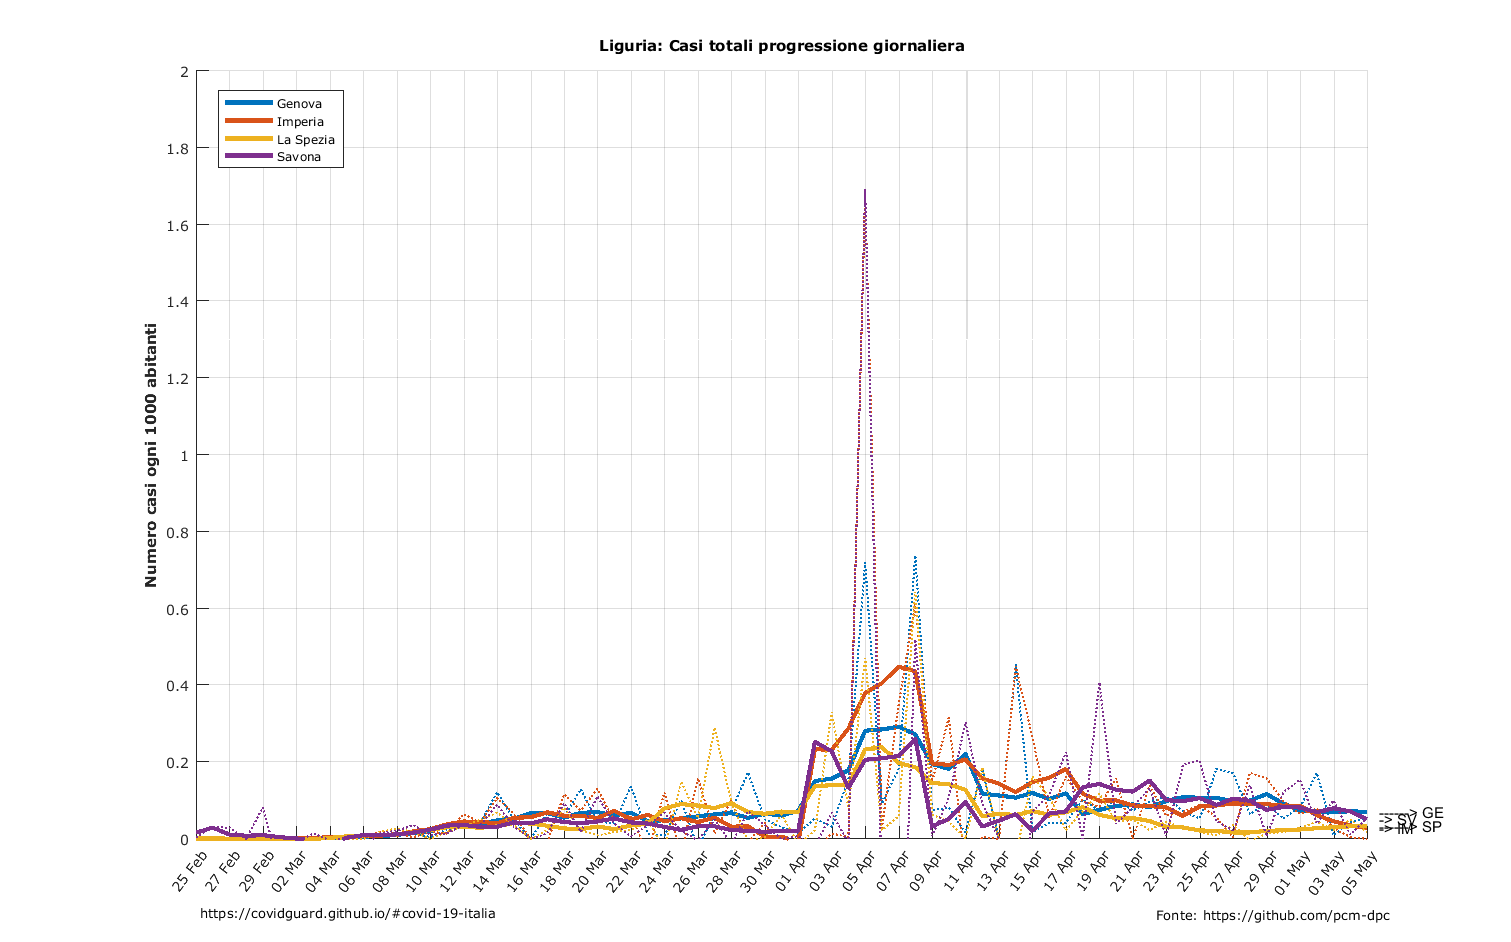 Liguria: Casi totali progressione giornaliera
Numero casi ogni 1000 abitanti
2
1.8
1.6
1.4
1.2
1
0.8
0.6
0.4
0.2
0
Genova
Imperia
La Spezia
Savona
25 Feb
27 Feb
29 Feb
02 Mar
04 Mar
06 Mar
08 Mar
10 Mar
12 Mar
14 Mar
16 Mar
18 Mar
20 Mar
22 Mar
24 Mar
26 Mar
28 Mar
30 Mar
01 Apr
03 Apr
05 Apr
07 Apr
09 Apr
11 Apr
13 Apr
15 Apr
17 Apr
19 Apr
21 Apr
23 Apr
25 Apr
27 Apr
29 Apr
01 May
03 May
05 May
GE
SV
SP
IM
https://covidguard.github.io/#covid-19-italia
Fonte: https://github.com/pcm-dpc